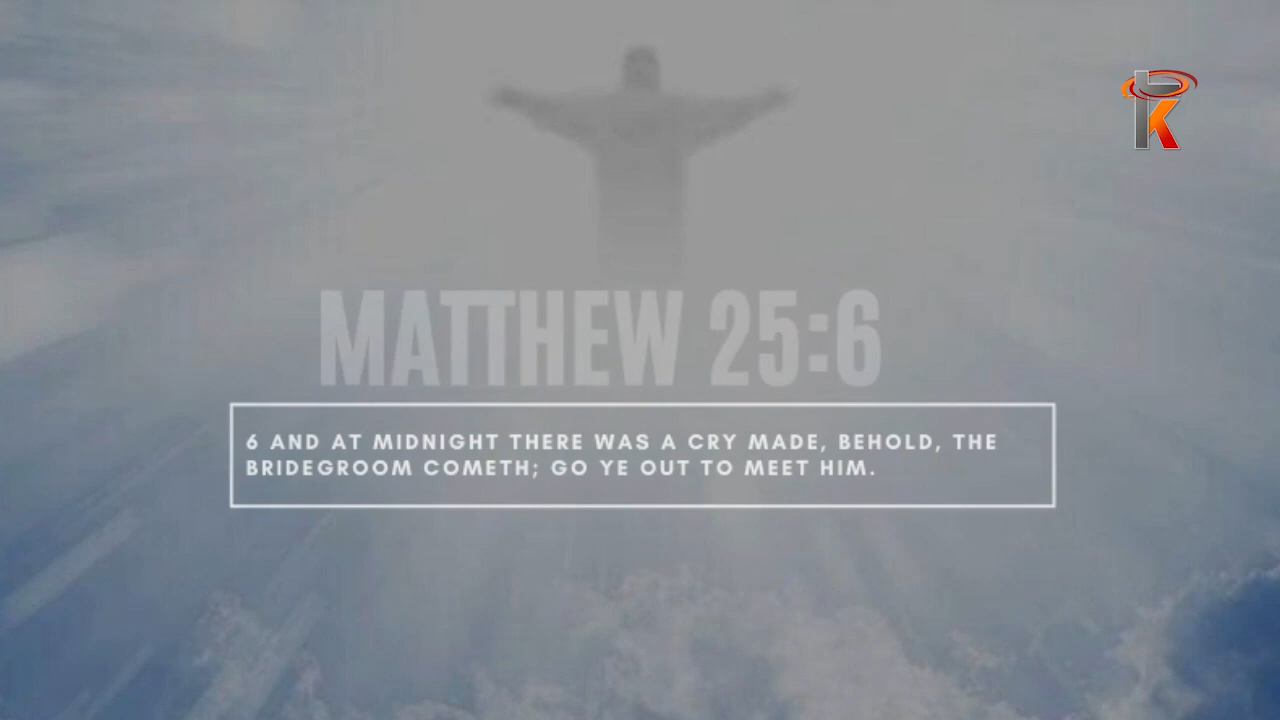 MATTHEW 25:6
6 AND AT MIDNIGHT THERE WAS A CRY MADE, BEHOLD, THE
BRIDEGROOM COMETH; GO YE OUT TO MEET HIM.